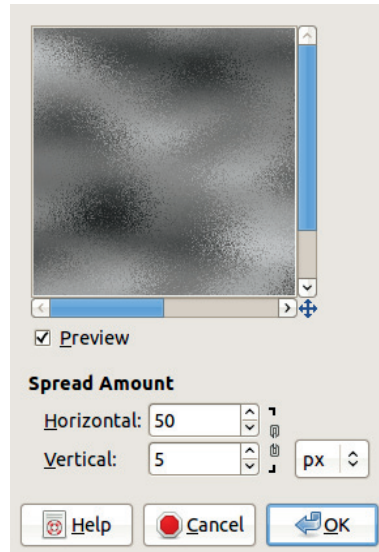 Preview
Spread Amount
Horizontal: 50
Vertical: 5 px
Help Cancel OK